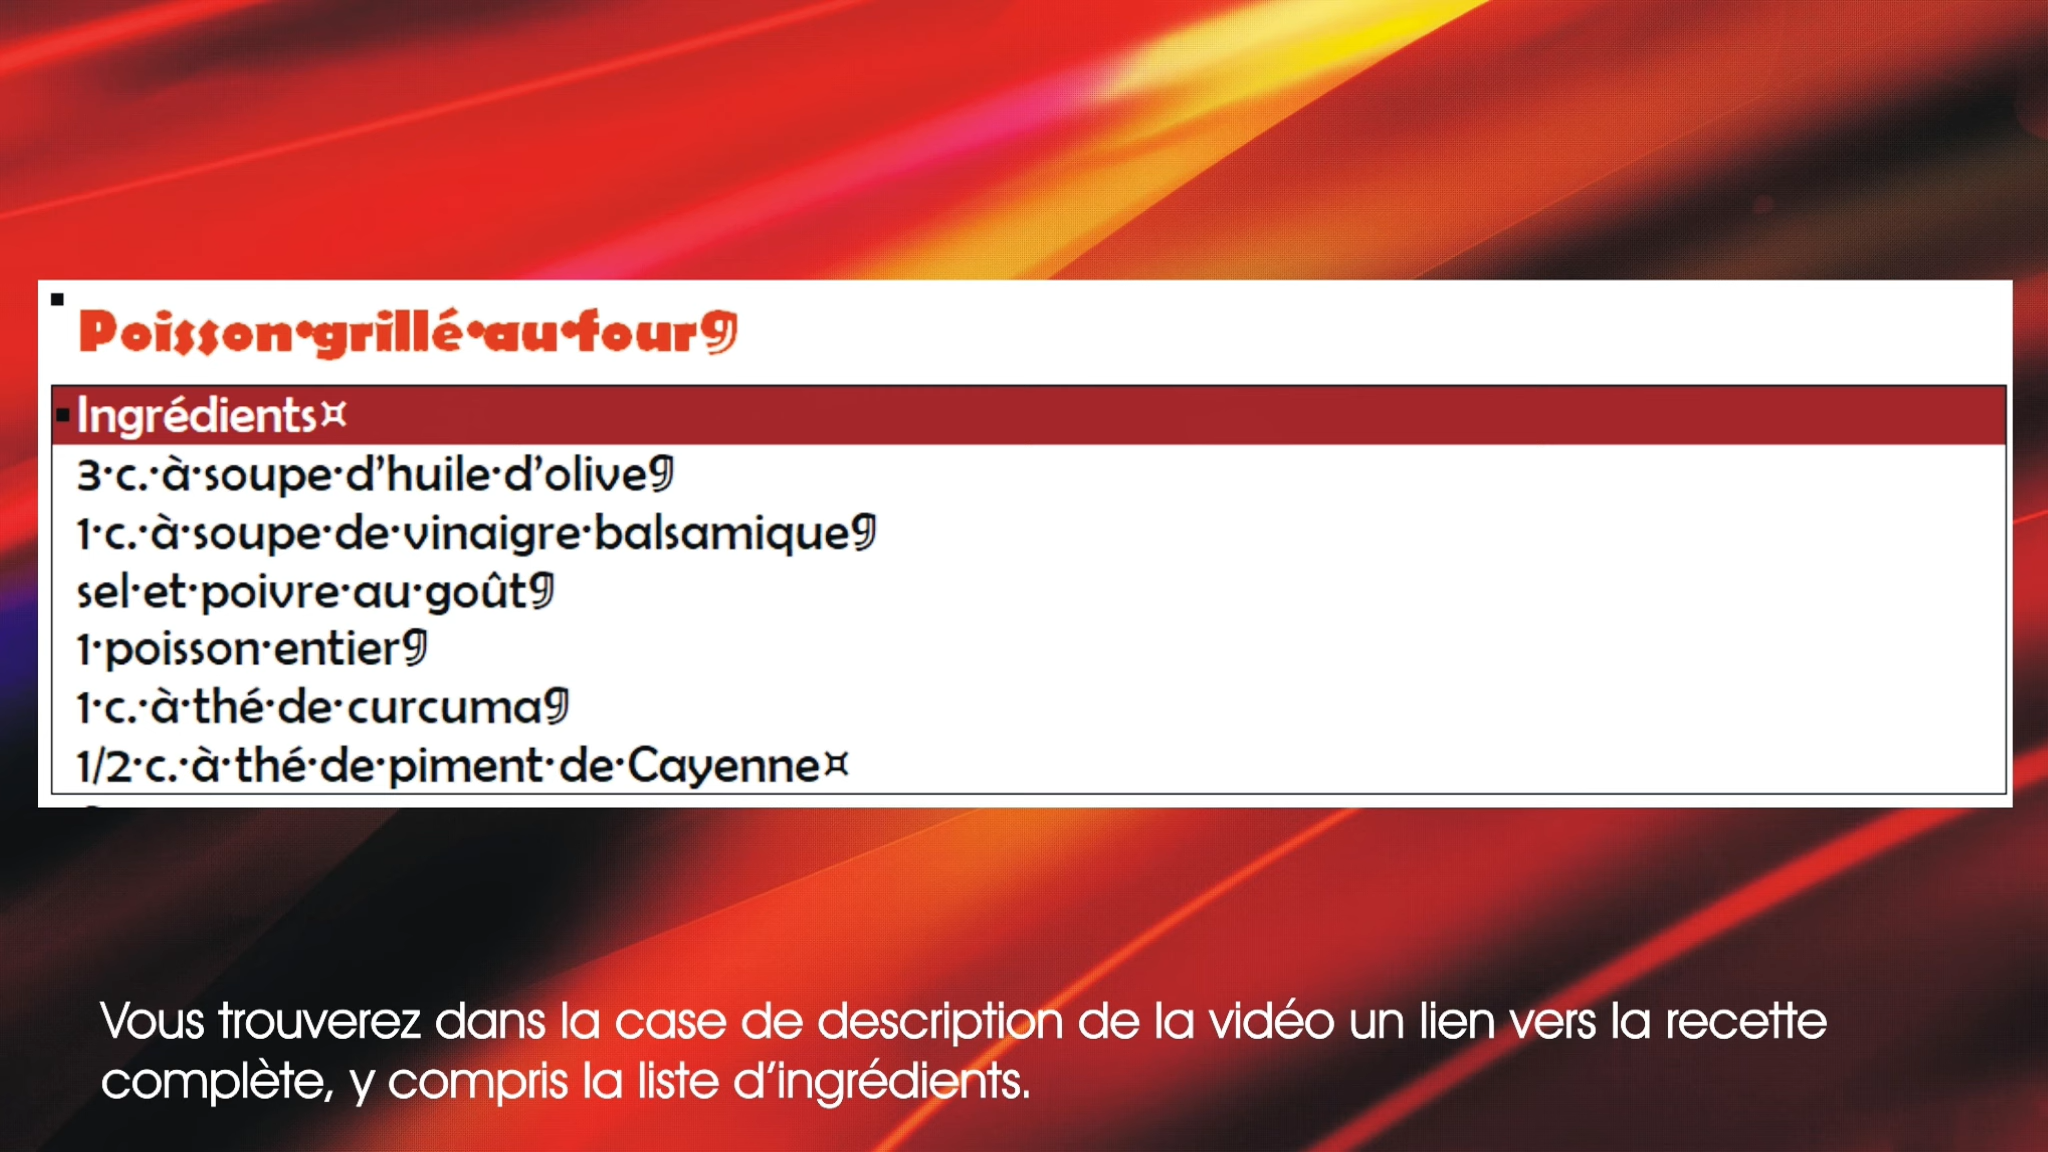 Poisson·grillé·au·four¶
Ingrédients¤
3·c.·à·soupe·d’huile·d’olive¶
1·c.·à·soupe·de·vinaigre·balsamique¶
sel·et·poivre·au·goût¶
1·poisson·entier¶
1·c.·à·thé·de·curcuma¶
1/2·c.·à·thé·de·piment·de·Cayenne¤
Vous trouverez dans la case de description de la vidéo un lien vers la recette
complète, y compris la liste d’ingrédients.